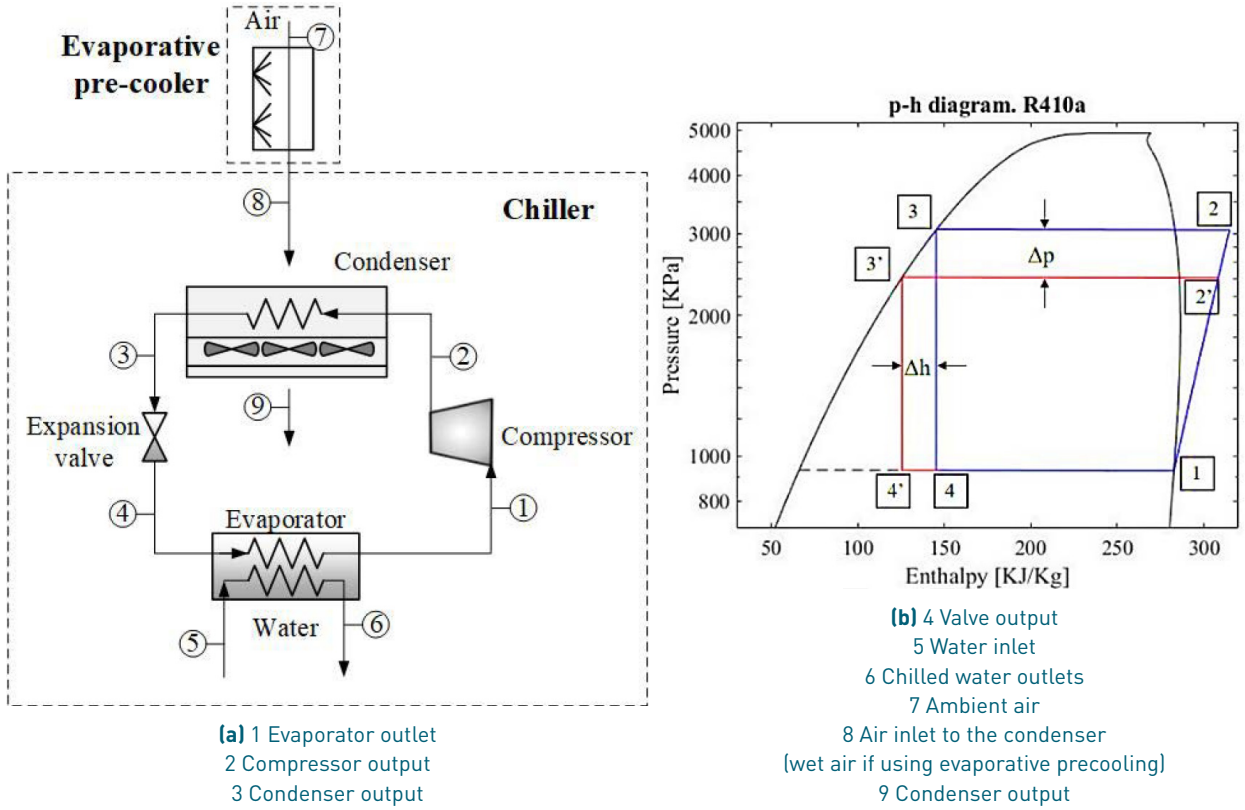 Air
7
Evaporative
pre-cooler
8
Chiller
Condenser
3
2
9
Expansion
valve
Compressor
4
Evaporator
1
5
Water
6
(a) 1 Evaporator outlet
2 Compressor output
3 Condenser output
p-h diagram. R410a
5000
4000
3000
2000
1000
800
Pressure [KPa]
3
2
3’
Δp
2’
Δh
1
4’
4
50
100
150
200
250
300
Enthalpy [KJ/Kg]
(b) 4 Valve output
5 Water inlet
6 Chilled water outlets
7 Ambient air
8 Air inlet to the condenser
(wet air if using evaporative precooling)
9 Condenser output